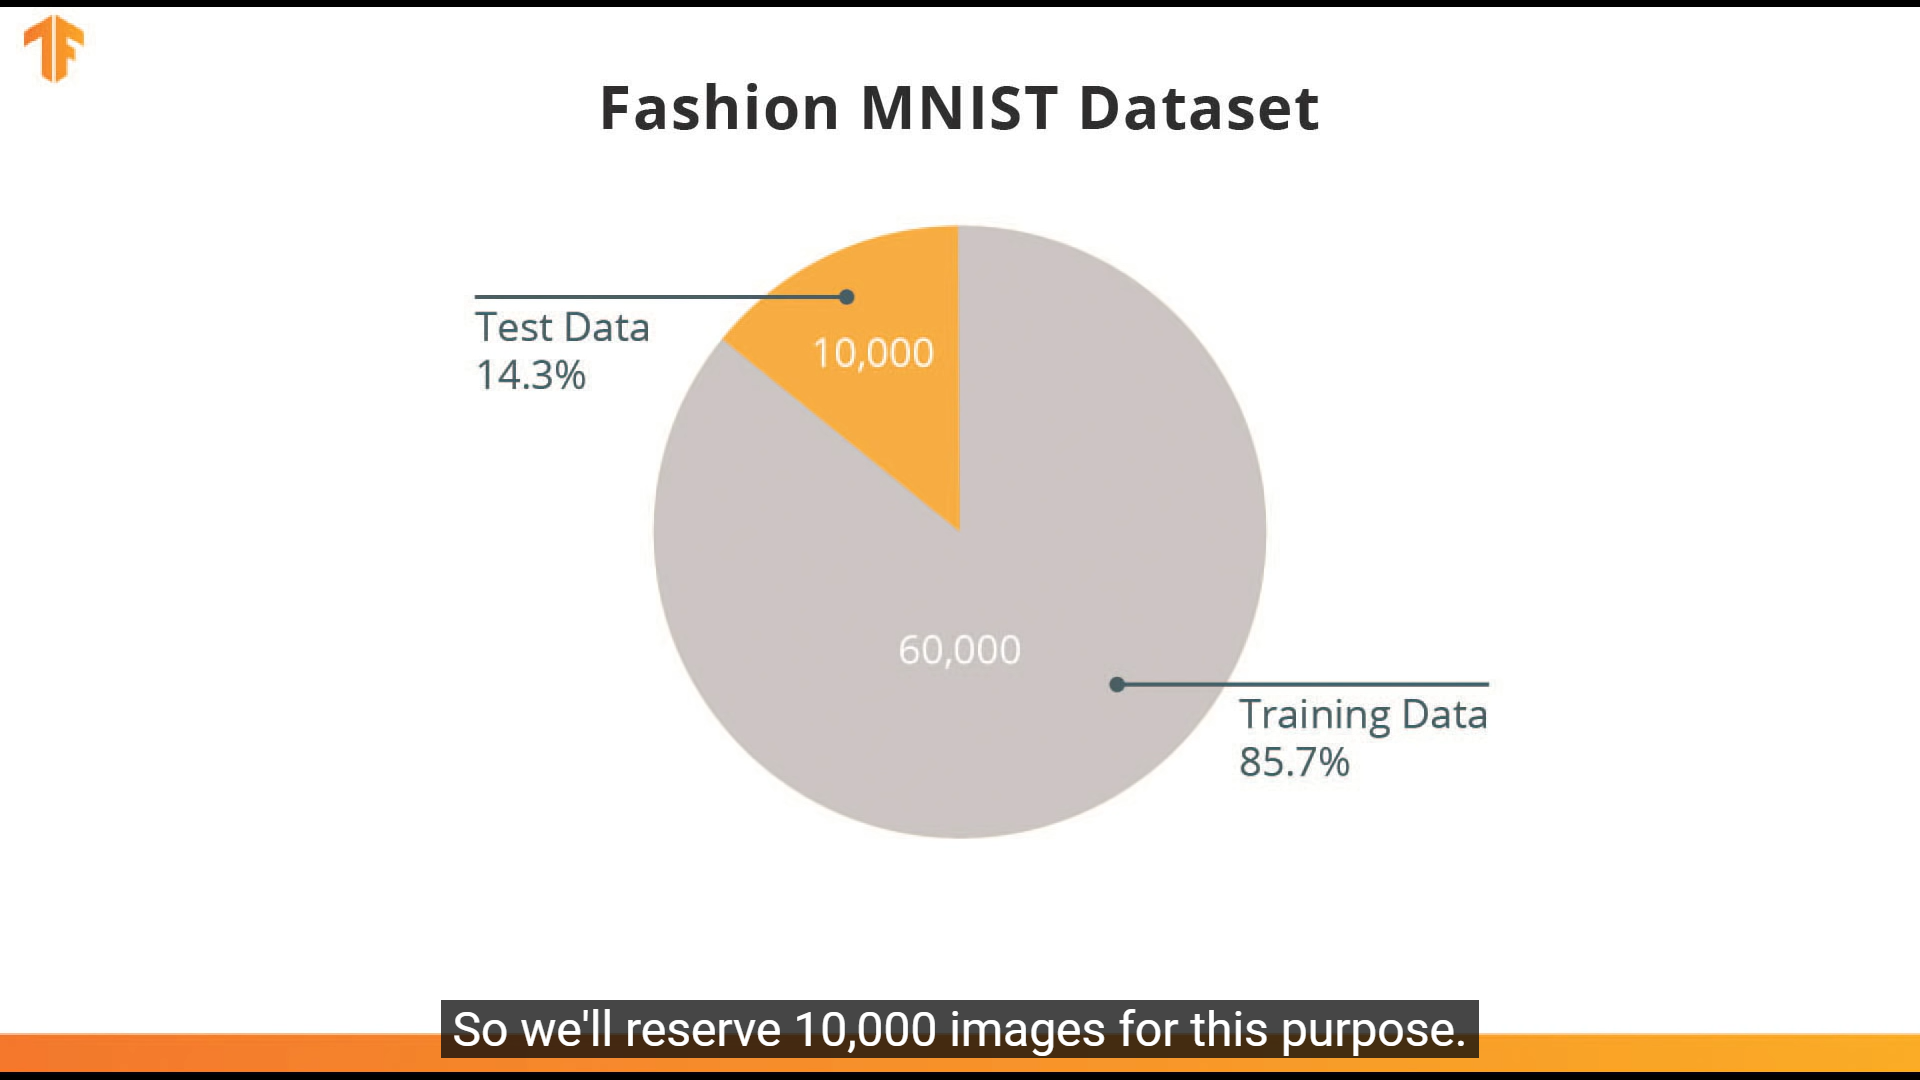 Fashion MNIST Dataset
Test Data
14.3%
10,000
60,000
Training Data
85.7%
So we'll reserve 10,000 images for this purpose.